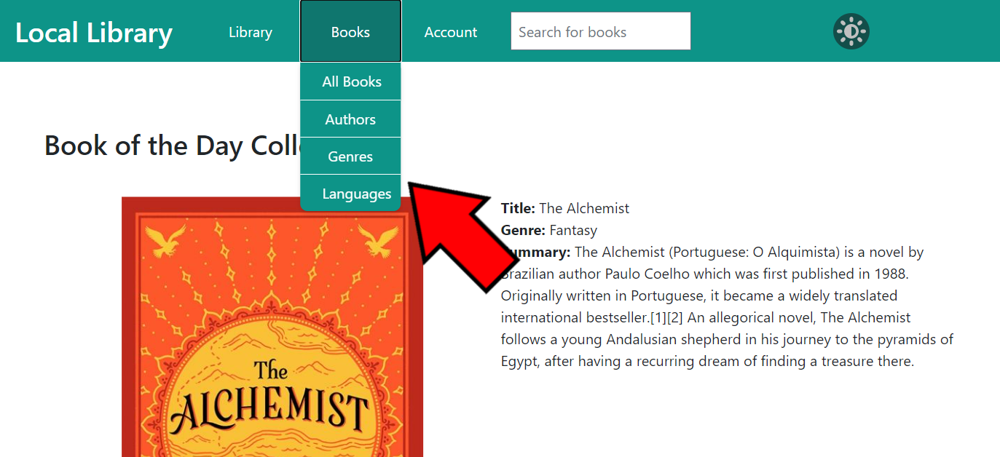 Local Library
Library
Books
Account
Search for books
All Books
Authors
Genres
Languages
Book of the Day
Title: The Alchemist
Genre: Fantasy
The Alchemist (Portuguese: O Alquimista) is a novel by
Brazilian author Paulo Coelho which was first published in 1988.
Originally written in Portuguese, it became a widely translated
international bestseller.[1][2] An allegorical novel, The Alchemist
follows a young Andalusian shepherd in his journey to the pyramids of
Egypt, after having a recurring dream of finding a treasure there.
The
ALCHEMIST